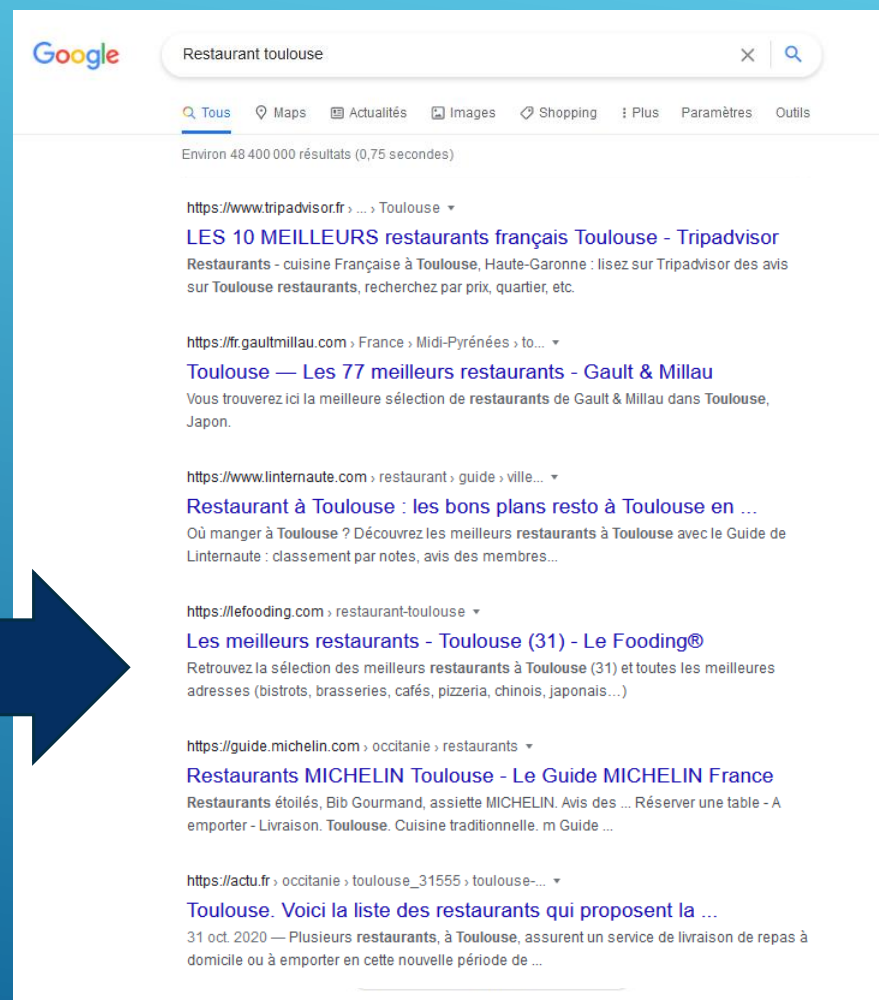 Google
Restaurant toulouse
Tous Maps Actualités Images Shopping Plus Paramètres Outils
Environ 48 400 000 résultats (0,75 secondes)
https://www.tripadvisor.fr › ... › Toulouse
LES 10 MEILLEURS restaurants français Toulouse - Tripadvisor
Restaurants - cuisine Française à Toulouse, Haute-Garonne : lisez sur Tripadvisor des avis
sur Toulouse restaurants, recherchez par prix, quartier, etc.
https://fr.gaultmillau.com › France › Midi-Pyrénées › to...
Toulouse — Les 77 meilleurs restaurants - Gault & Millau
Vous trouverez ici la meilleure sélection de restaurants de Gault & Millau dans Toulouse,
Japon.
https://www.linternaute.com › restaurant › guide › ville...
Restaurant à Toulouse : les bons plans resto à Toulouse en ...
Où manger à Toulouse ? Découvrez les meilleurs restaurants à Toulouse avec le Guide de
Linternaute : classement par notes, avis des membres...
https://lefooding.com › restaurant-toulouse
Les meilleurs restaurants - Toulouse (31) - Le Fooding®
Retrouvez la sélection des meilleurs restaurants à Toulouse (31) et toutes les meilleures
adresses (bistrots, brasseries, cafés, pizzeria, chinois, japonais…)
https://guide.michelin.com › occitanie › restaurants
Restaurants MICHELIN Toulouse - Le Guide MICHELIN France
Restaurants étoilés, Bib Gourmand, assiette MICHELIN. Avis des ... Réserver une table - A
emporter - Livraison. Toulouse. Cuisine traditionnelle. m Guide ...
https://actu.fr › occitanie › toulouse_31555 › toulouse-...
Toulouse. Voici la liste des restaurants qui proposent la ...
31 oct. 2020 — Plusieurs restaurants, à Toulouse, assurent un service de livraison de repas à
domicile ou à emporter en cette nouvelle période de ...